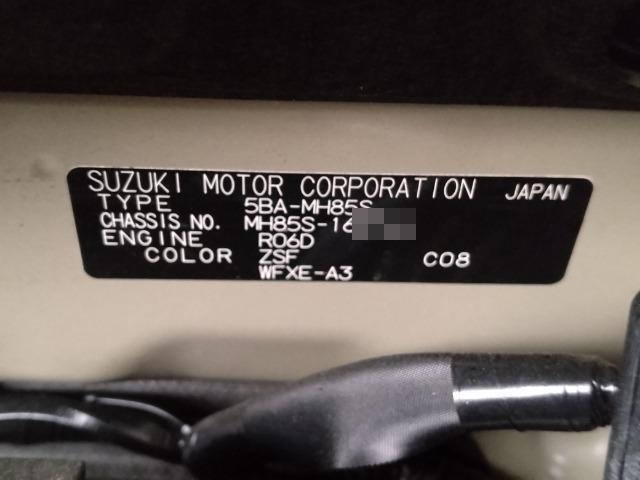 SUZUKI MOTOR CORPORATION JAPAN
TYPE 5BA-MH85S
CHASSIS NO. MH85S-16
ENGINE R06D
COLOR ZSF C08
WFXE-A3